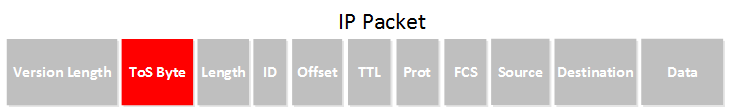 IP Packet
Version Length ToS Byte Length ID Offset TTL Prot FCS Source Destination Data